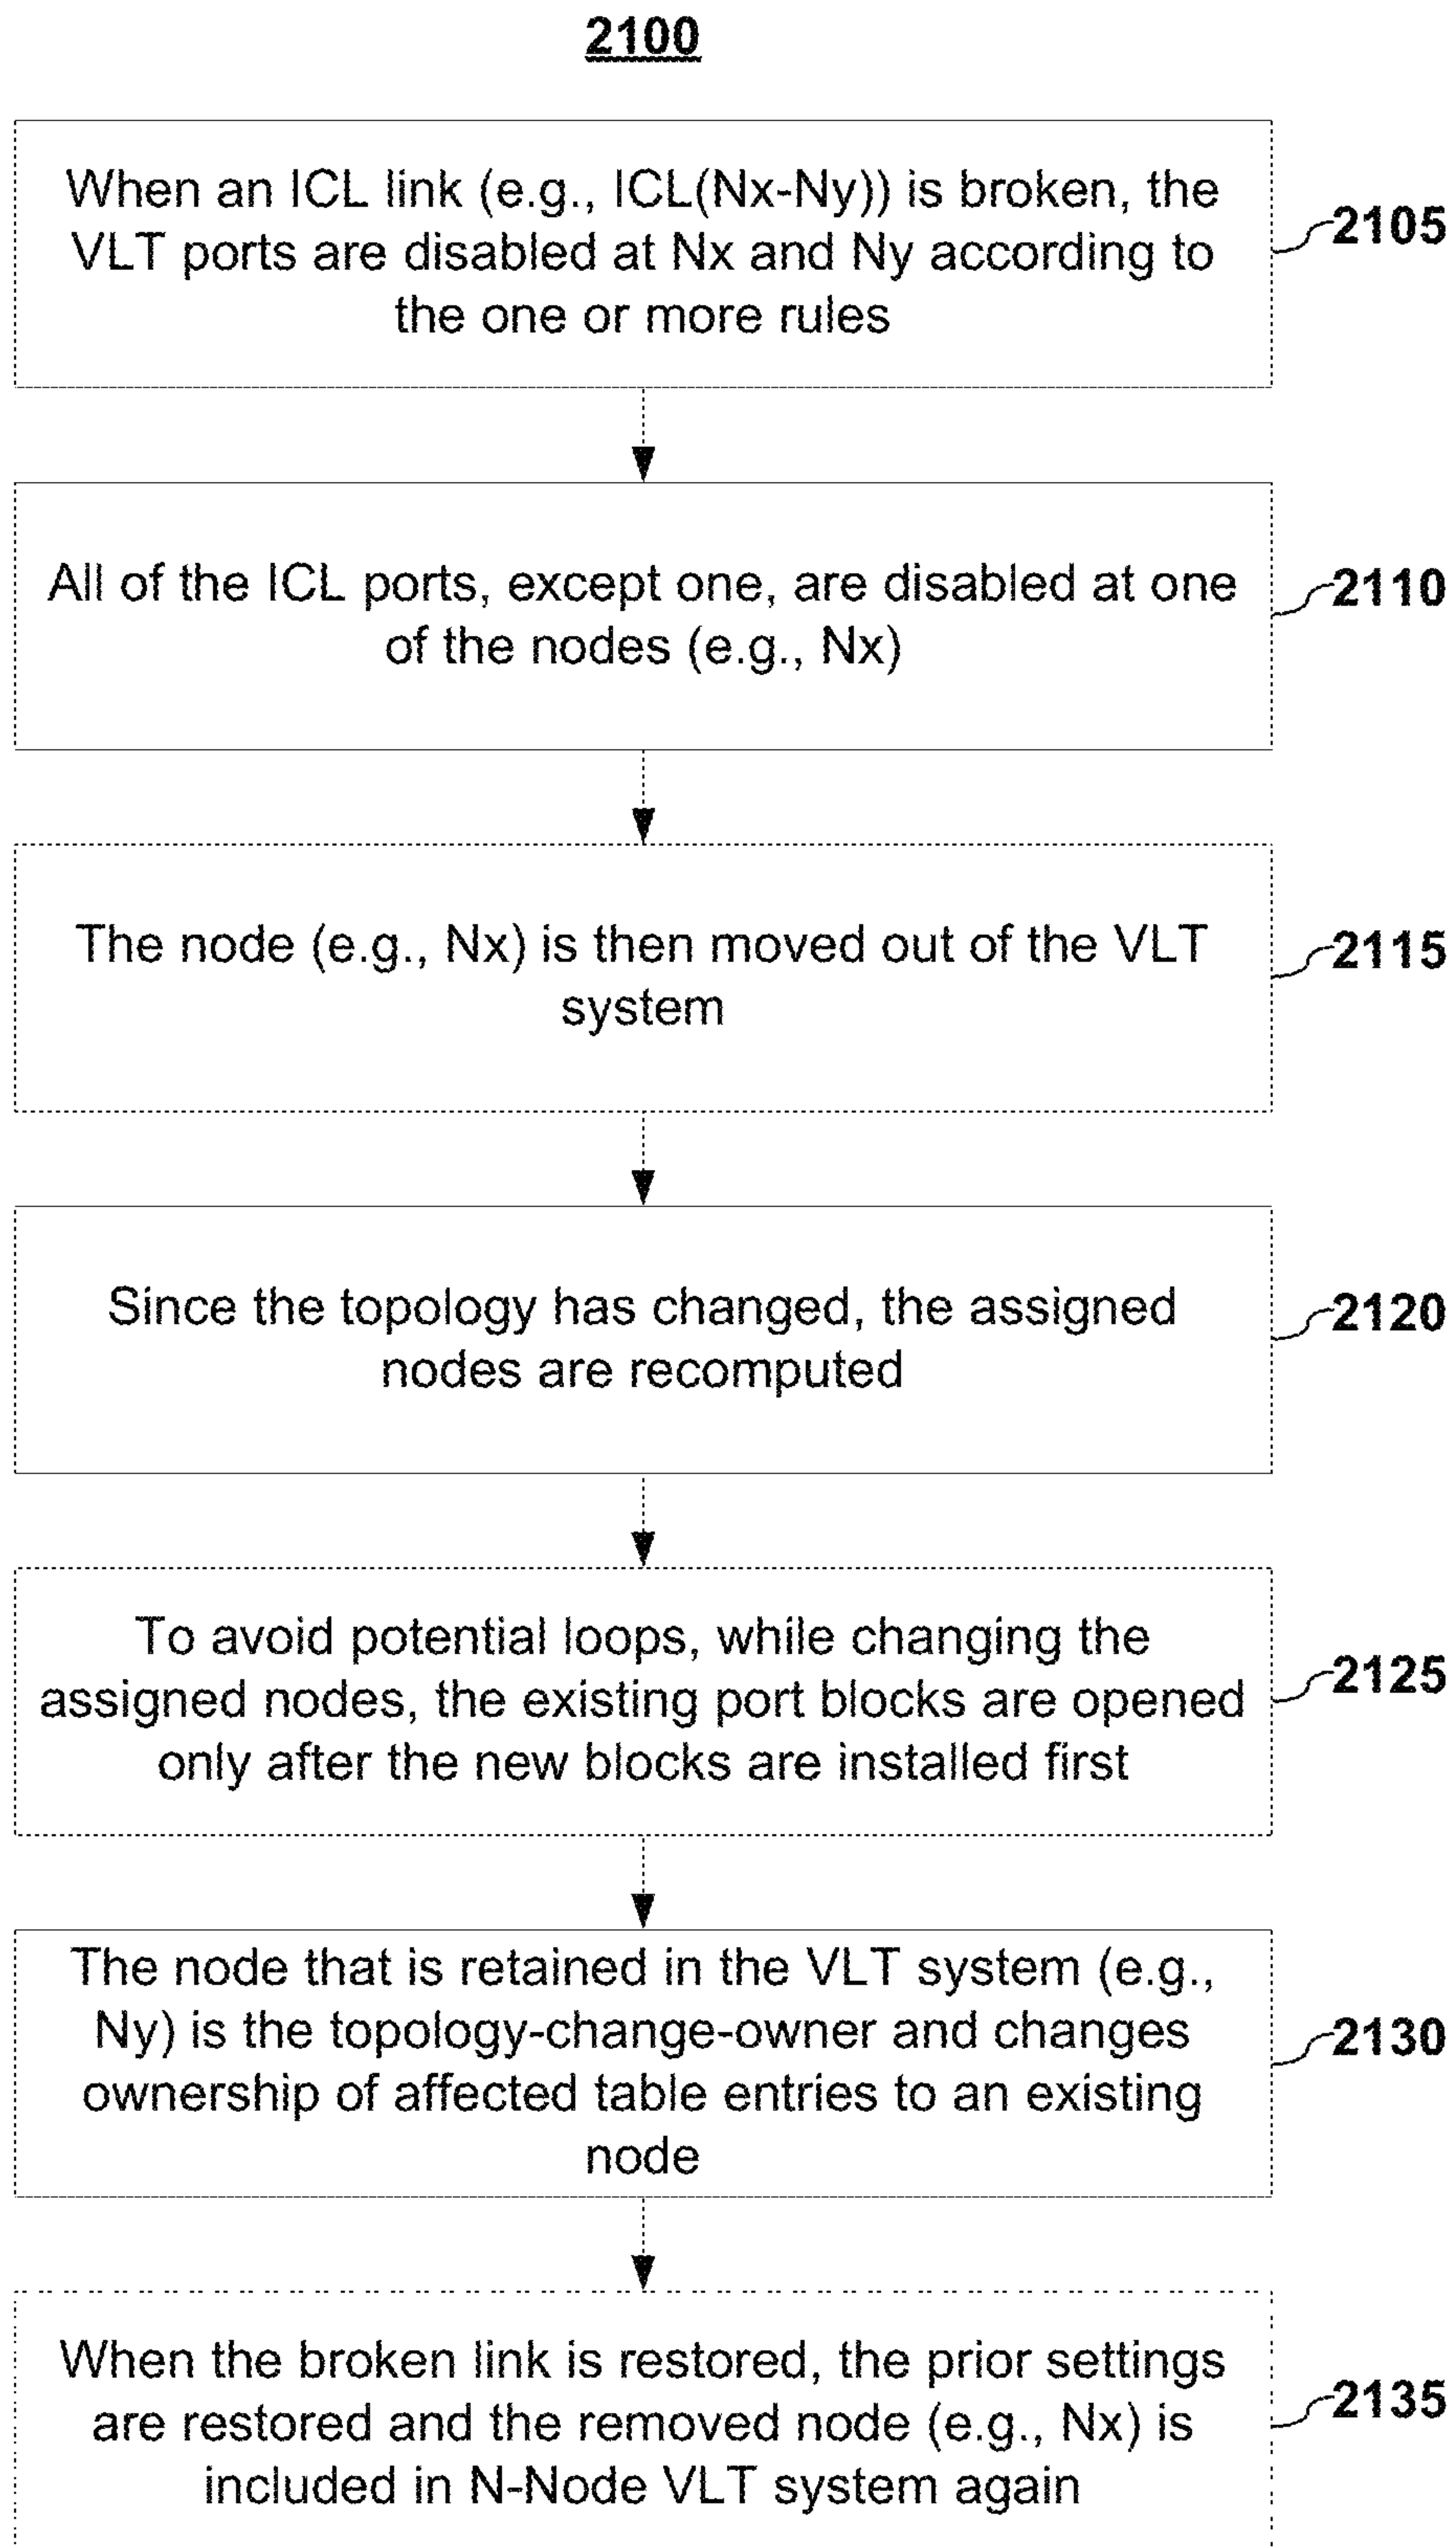 2100
When an ICL link (e.g., ICL(Nx-Ny)) is broken, the
VLT ports are disabled at Nx and Ny according to
the one or more rules
2105
All of the ICL ports, except one, are disabled at one
of the nodes (e.g., Nx)
2110
The node (e.g., Nx) is then moved out of the VLT
system
2115
Since the topology has changed, the assigned
nodes are recomputed
2120
To avoid potential loops, while changing the
assigned nodes, the existing port blocks are opened
only after the new blocks are installed first
2125
The node that is retained in the VLT system (e.g.,
Ny) is the topology-change-owner and changes
ownership of affected table entries to an existing
node
2130
When the broken link is restored, the prior settings
are restored and the removed node (e.g., Nx) is
included in N-Node VLT system again
2135